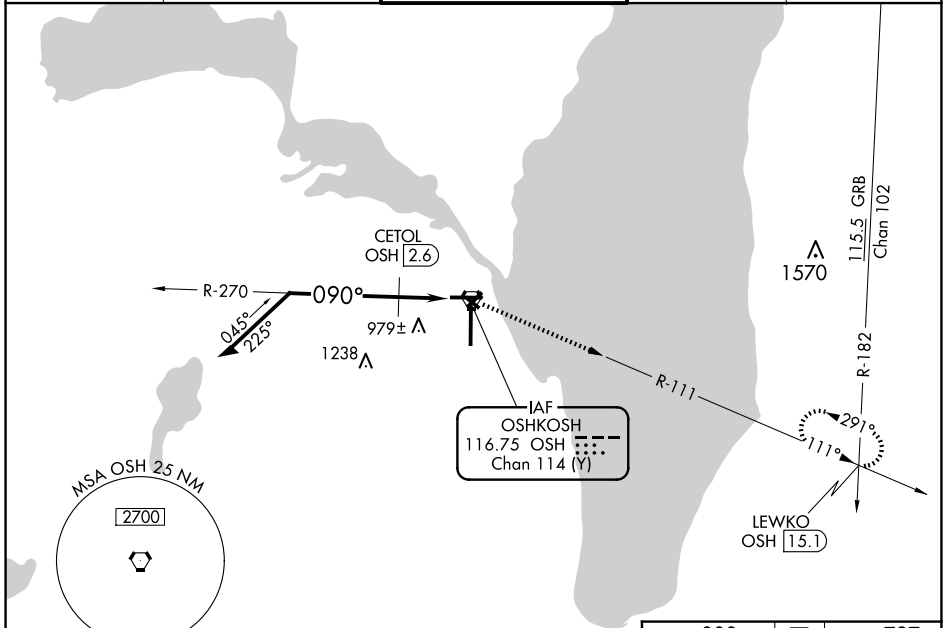 115.5 GRB
Chan 102
1570
CETOL
OSH 2.6
R-270
090°
045°
225°
979±
1238
R-182
R-111
IAF
OSHKOSH
116.75 OSH
Chan 114 (Y)
291°
111°
MSA OSH 25 NM
2700
LEWKO
OSH 15.1